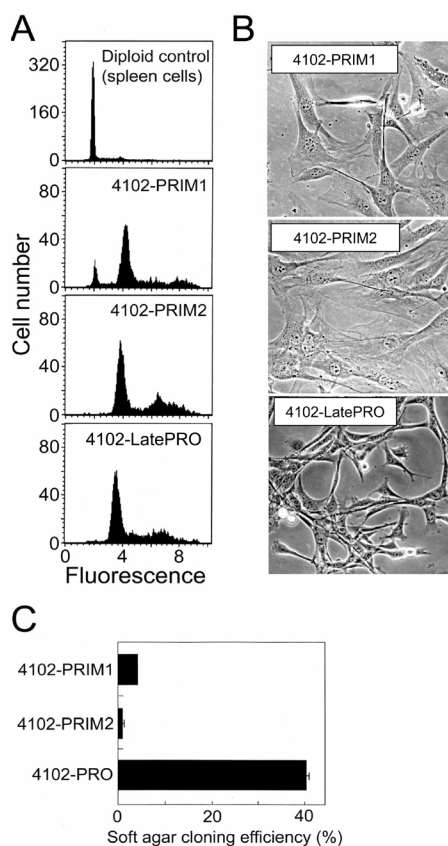 A
Diploid control
(spleen cells)
320
160
0
4102-PRIM1
80
40
0
4102-PRIM2
80
40
0
4102-LatePRO
80
40
0
0 4 8
Cell number
Fluorescence
B
4102-PRIM1
4102-PRIM2
4102-LatePRO
C
4102-PRIM1
4102-PRIM2
4102-PRO
0 20 40
Soft agar cloning efficiency (%)